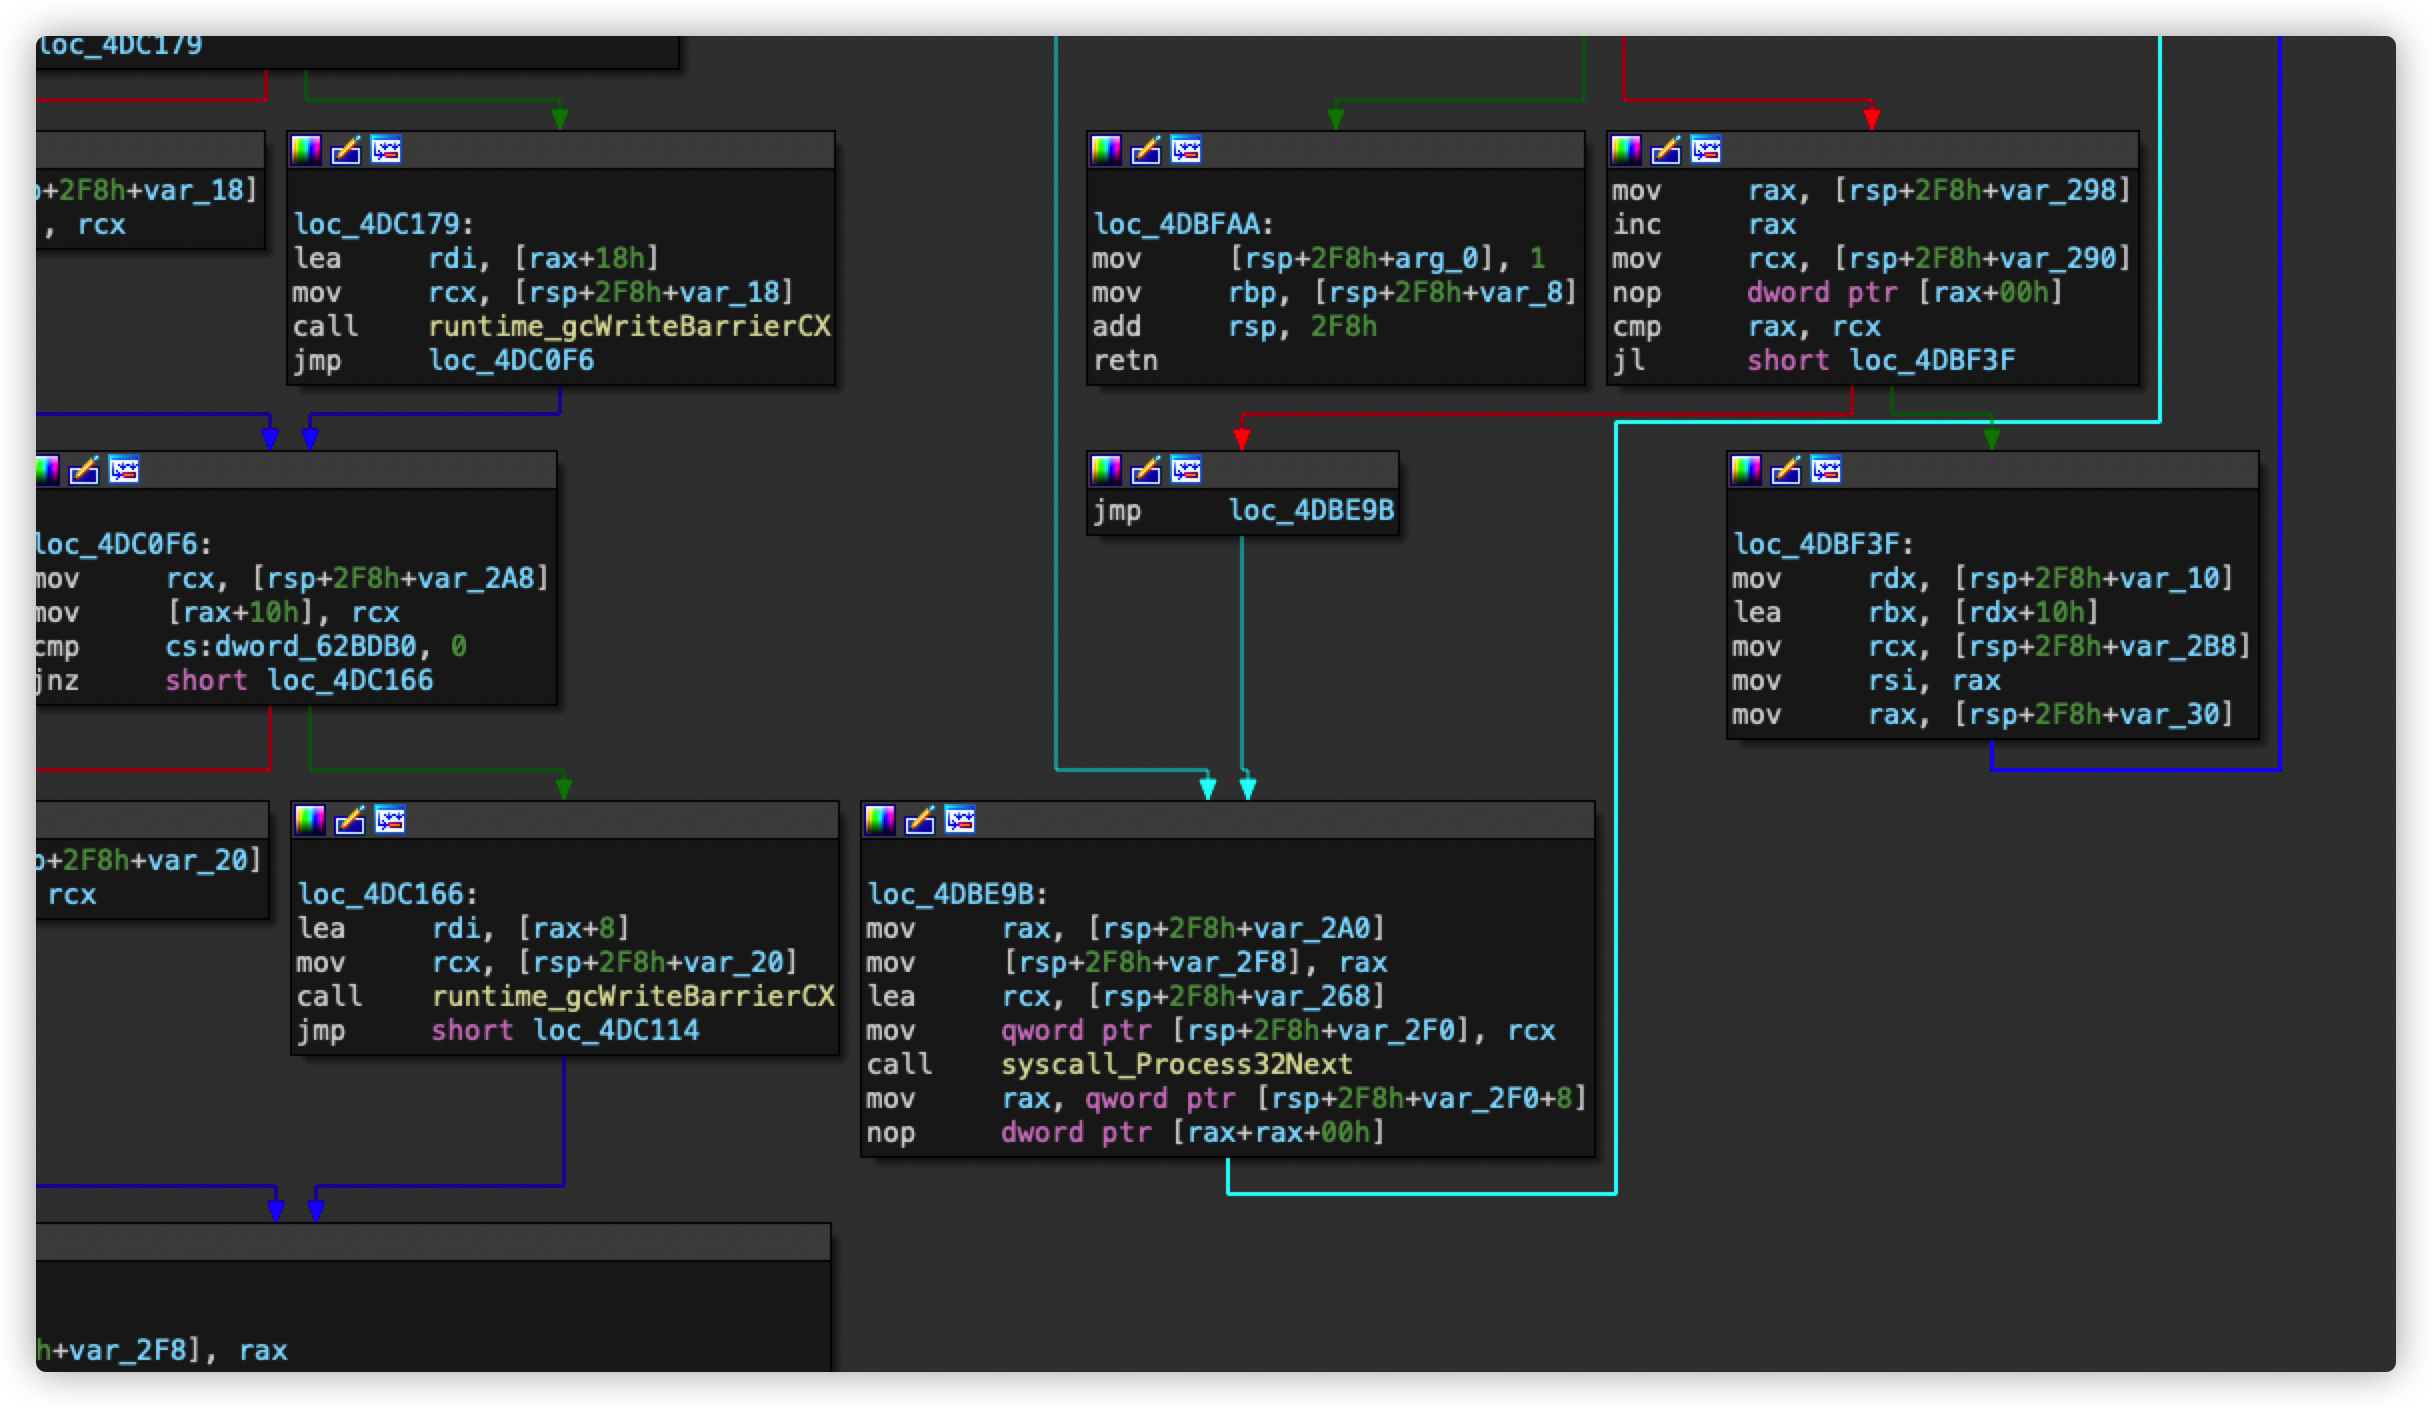 loc_4DC179
p+2F8h+var_18]
, rcx
loc_4DC179:
lea rdi, [rax+18h]
mov rcx, [rsp+2F8h+var_18]
call runtime_gcWriteBarrierCX
jmp loc_4DC0F6
loc_4DBFAA:
mov [rsp+2F8h+arg_0], 1
mov rbp, [rsp+2F8h+var_8]
add rsp, 2F8h
retn
mov rax, [rsp+2F8h+var_298]
inc rax
mov rcx, [rsp+2F8h+var_290]
nop dword ptr [rax+00h]
cmp rax, rcx
jl short loc_4DBF3F
loc_4DC0F6:
mov rcx, [rsp+2F8h+var_2A8]
mov [rax+10h], rcx
cmp cs:dword_62BDB0, 0
jnz short loc_4DC166
jmp loc_4DBE9B
loc_4DBF3F:
mov rdx, [rsp+2F8h+var_10]
lea rbx, [rdx+10h]
mov rcx, [rsp+2F8h+var_2B8]
mov rsi, rax
mov rax, [rsp+2F8h+var_30]
p+2F8h+var_20]
rcx
loc_4DC166:
lea rdi, [rax+8]
mov rcx, [rsp+2F8h+var_20]
call runtime_gcWriteBarrierCX
jmp short loc_4DC114
loc_4DBE9B:
mov rax, [rsp+2F8h+var_2A0]
mov [rsp+2F8h+var_2F8], rax
lea rcx, [rsp+2F8h+var_268]
mov qword ptr [rsp+2F8h+var_2F0], rcx
call syscall_Process32Next
mov rax, qword ptr [rsp+2F8h+var_2F0+8]
nop dword ptr [rax+rax+00h]
h+var_2F8], rax